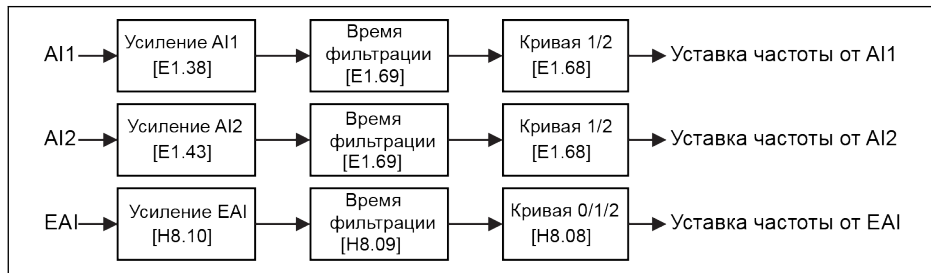 AI1
Усиление AI1
[E1.38]
Время
фильтрации
[E1.69]
Кривая 1/2
[E1.68]
Уставка частоты от AI1
AI2
Усиление AI2
[E1.43]
Время
фильтрации
[E1.69]
Кривая 1/2
[E1.68]
Уставка частоты от AI2
EAI
Усиление EAI
[H8.10]
Время
фильтрации
[H8.09]
Кривая 0/1/2
[H8.08]
Уставка частоты от EAI